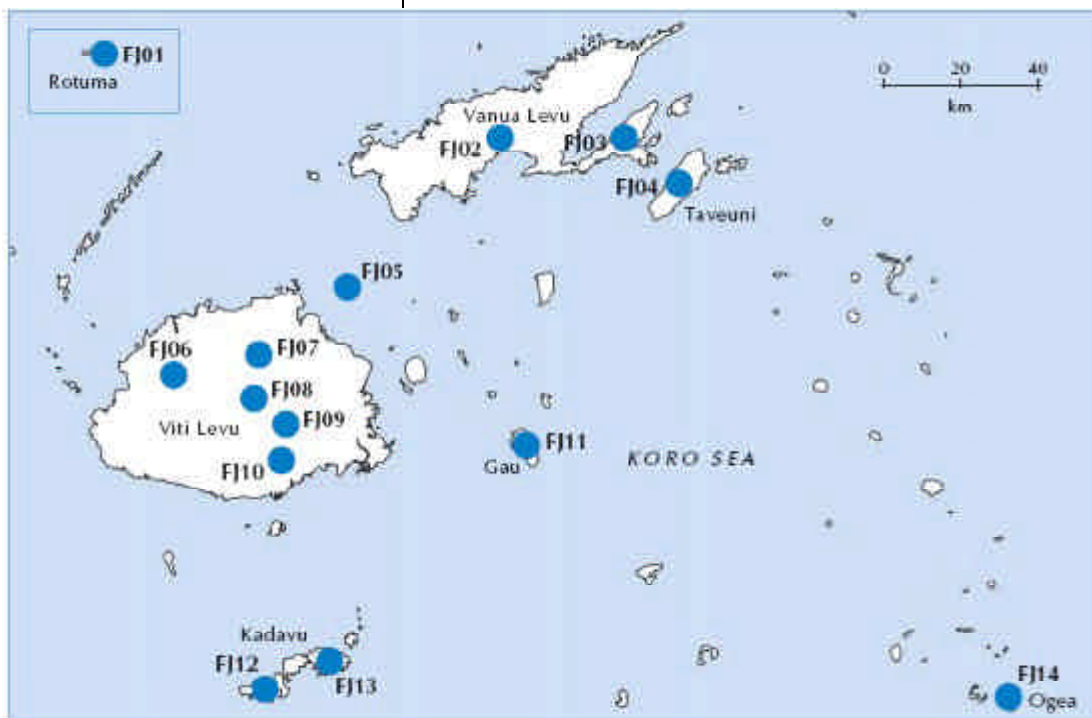 FJ01
Rotuma
0 20 40
km
Vanua Levu
FJ02
FJ03
FJ04
Taveuni
FJ05
FJ06
FJ07
FJ08
Viti Levu
FJ09
FJ10
FJ11
Gau
KORO SEA
Kadavu
FJ12
FJ13
FJ14
Ogea